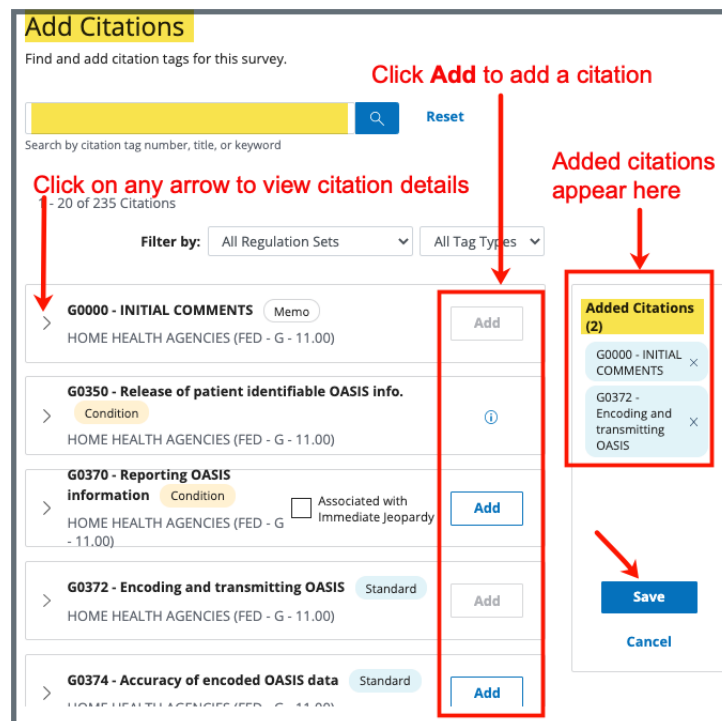 Add Citations
Find and add citation tags for this survey.
Click Add to add a citation
Reset
Search by citation tag number, title, or keyword
Added citations
appear here
Click on any arrow to view citation details
- 20 of 235 Citations
Filter by:
All Regulation Sets
All Tag Types
G0000 - INITIAL COMMENTS
Memo
HOME HEALTH AGENCIES (FED - G - 11.00)
Add
G0350 - Release of patient identifiable OASIS info.
Condition
HOME HEALTH AGENCIES (FED - G - 11.00)
G0370 - Reporting OASIS
information
Condition
HOME HEALTH AGENCIES (FED - G
- 11.00)
Associated with
Immediate Jeopardy
Add
G0372 - Encoding and transmitting OASIS
Standard
HOME HEALTH AGENCIES (FED - G - 11.00)
Add
G0374 - Accuracy of encoded OASIS data
Standard
HOME HEALTH AGENCIES (FED - G - 11.00)
Add
Added Citations
(2)
G0000 - INITIAL
COMMENTS
G0372 -
Encoding and
transmitting
OASIS
Save
Cancel